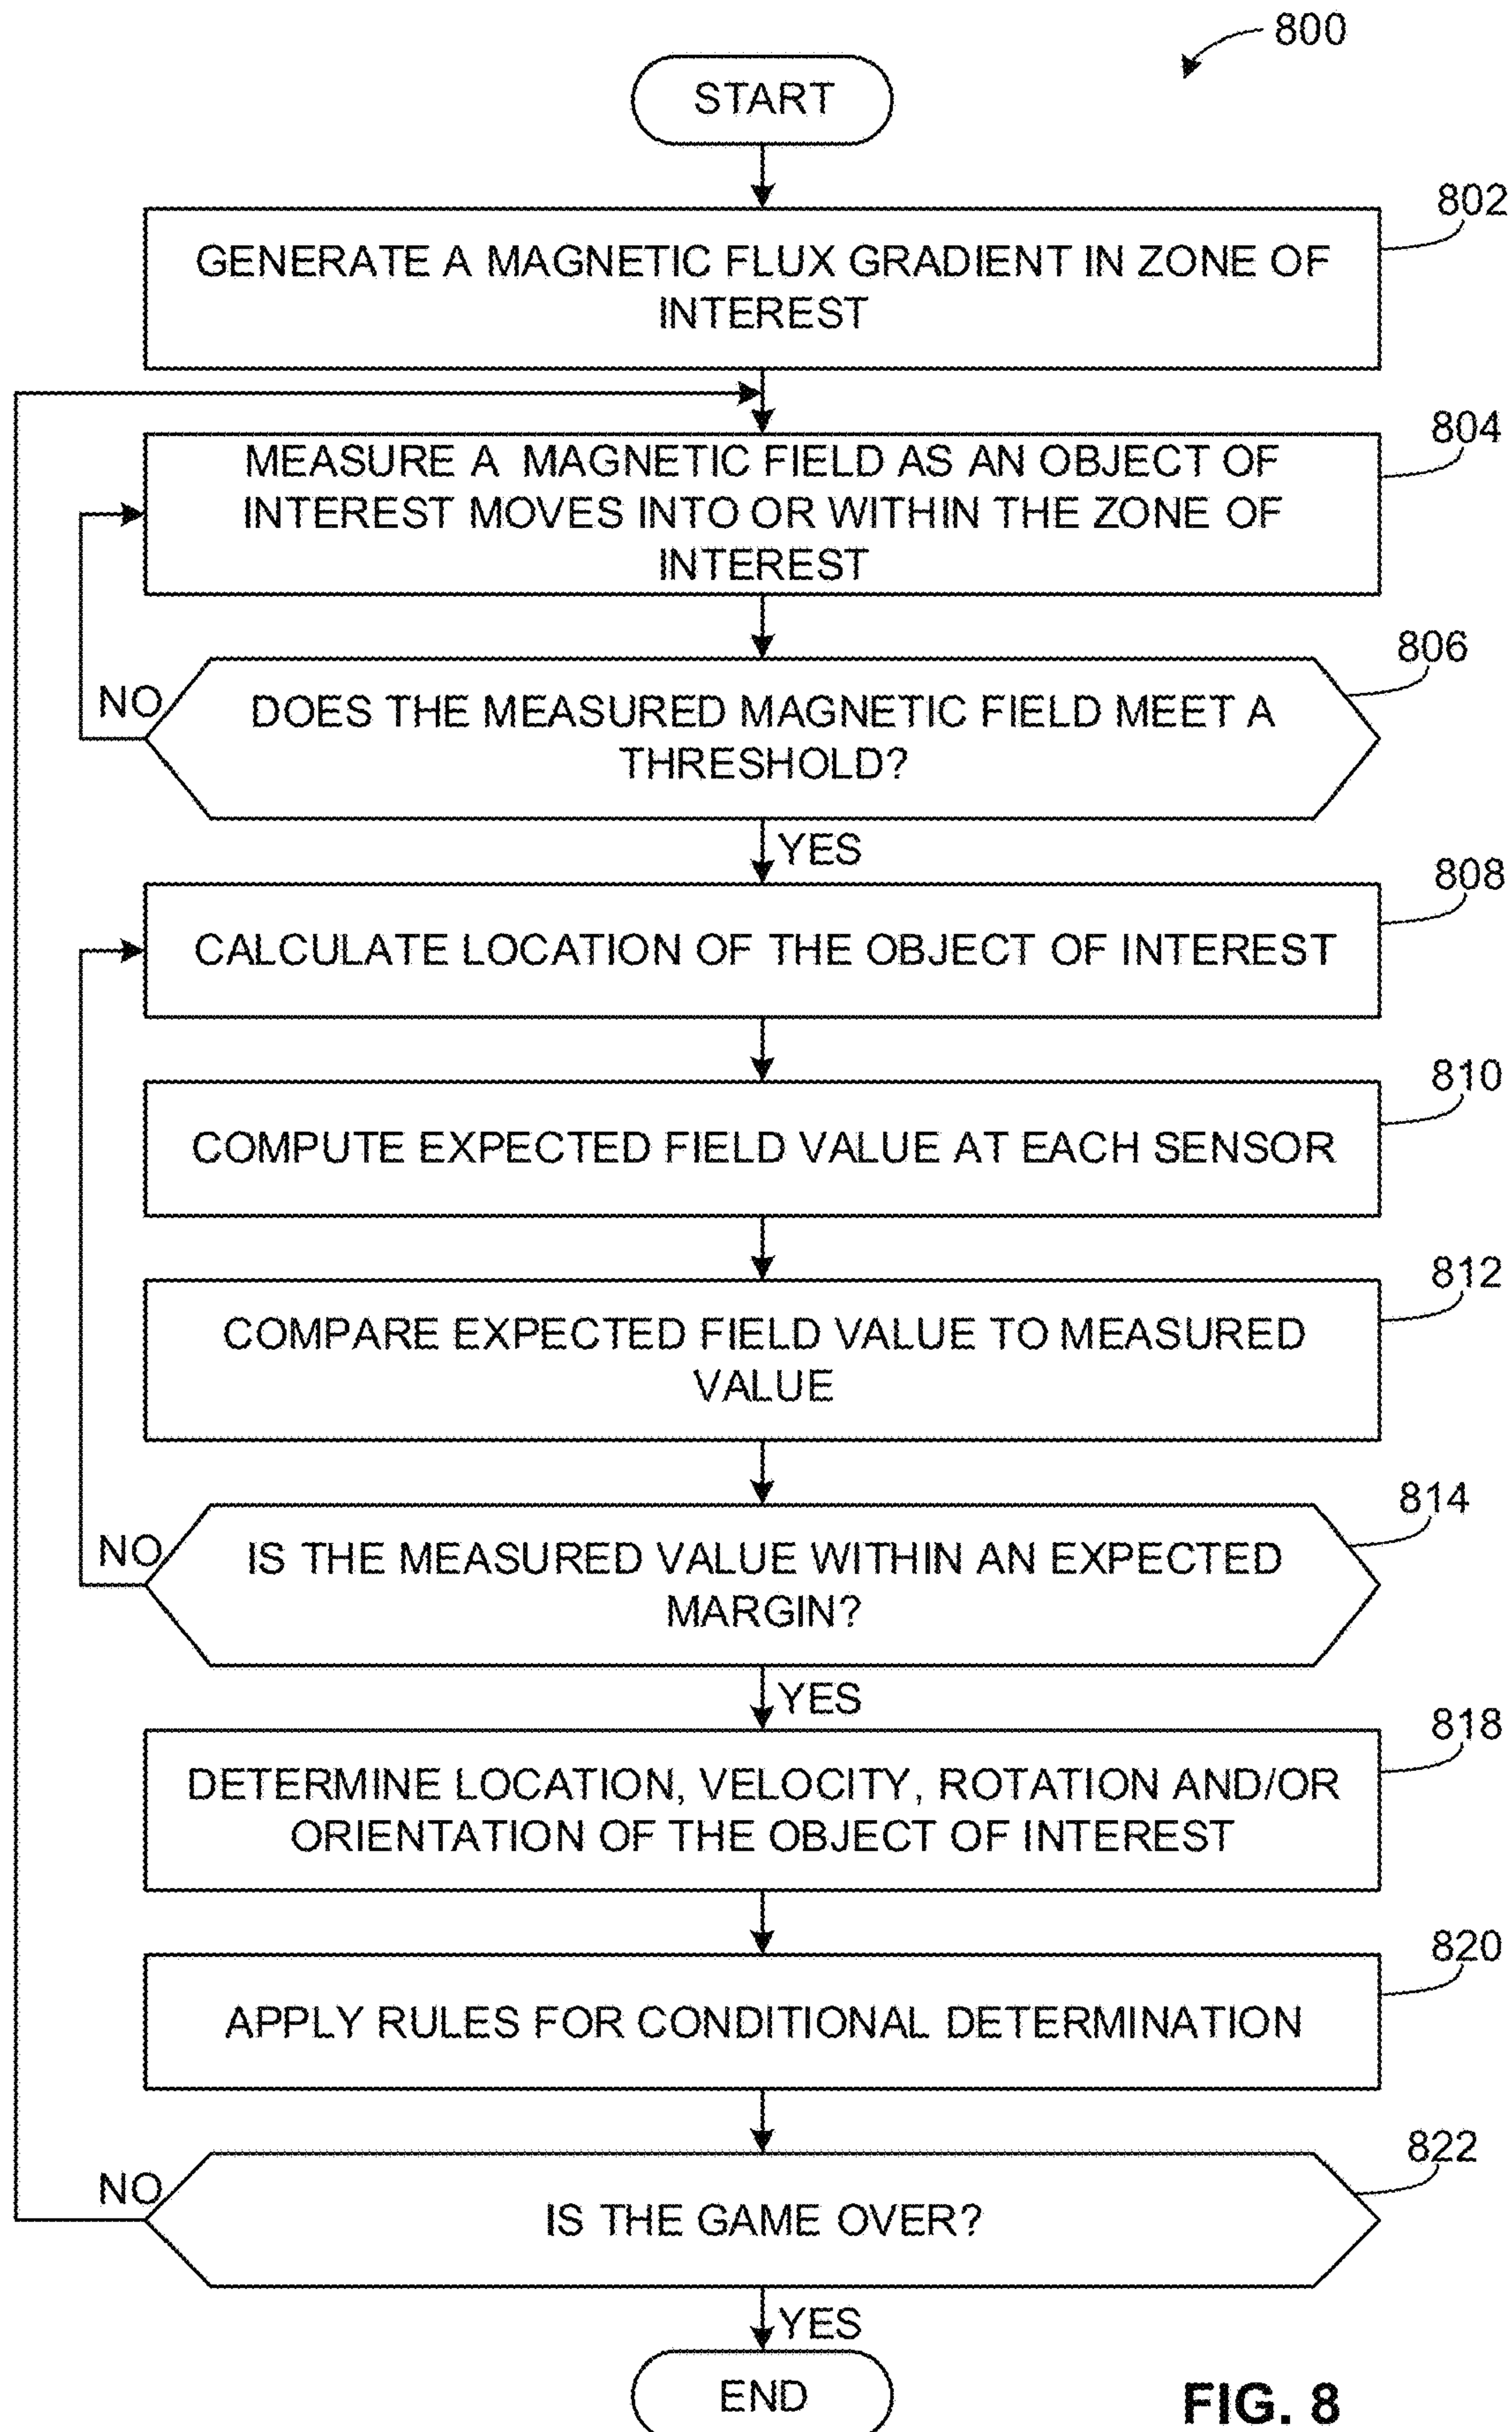 800
START
802
GENERATE A MAGNETIC FLUX GRADIENT IN ZONE OF
INTEREST
804
MEASURE A MAGNETIC FIELD AS AN OBJECT OF
INTEREST MOVES INTO OR WITHIN THE ZONE OF
INTEREST
806
NO
DOES THE MEASURED MAGNETIC FIELD MEET A
THRESHOLD?
YES
808
CALCULATE LOCATION OF THE OBJECT OF INTEREST
810
COMPUTE EXPECTED FIELD VALUE AT EACH SENSOR
812
COMPARE EXPECTED FIELD VALUE TO MEASURED
VALUE
814
NO
IS THE MEASURED VALUE WITHIN AN EXPECTED
MARGIN?
YES
818
DETERMINE LOCATION, VELOCITY, ROTATION AND/OR
ORIENTATION OF THE OBJECT OF INTEREST
820
APPLY RULES FOR CONDITIONAL DETERMINATION
822
NO
IS THE GAME OVER?
YES
END
FIG. 8